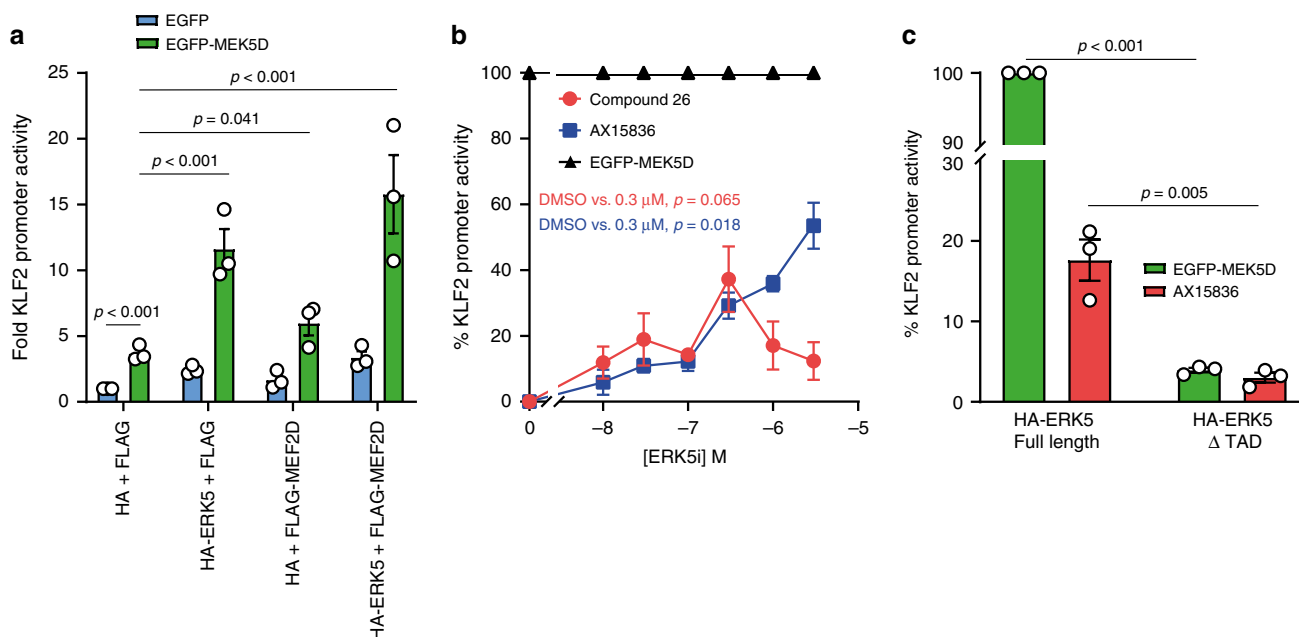 a
EGFP
EGFP-MEK5D
Fold KLF2 promoter activity
25
20
15
10
5
0
p < 0.001
p = 0.041
p < 0.001
p < 0.001
HA + FLAG
HA-ERK5 + FLAG
HA + FLAG-MEF2D
HA-ERK5 + FLAG-MEF2D
b
% KLF2 promoter activity
100
80
60
40
20
0
Compound 26
AX15836
EGFP-MEK5D
DMSO vs. 0.3 μM, p = 0.065
DMSO vs. 0.3 μM, p = 0.018
0 –8 –7 –6 –5
[ERK5i] M
c
% KLF2 promoter activity
100
90
30
20
10
0
p < 0.001
p = 0.005
EGFP-MEK5D
AX15836
HA-ERK5
Full length
HA-ERK5
Δ TAD